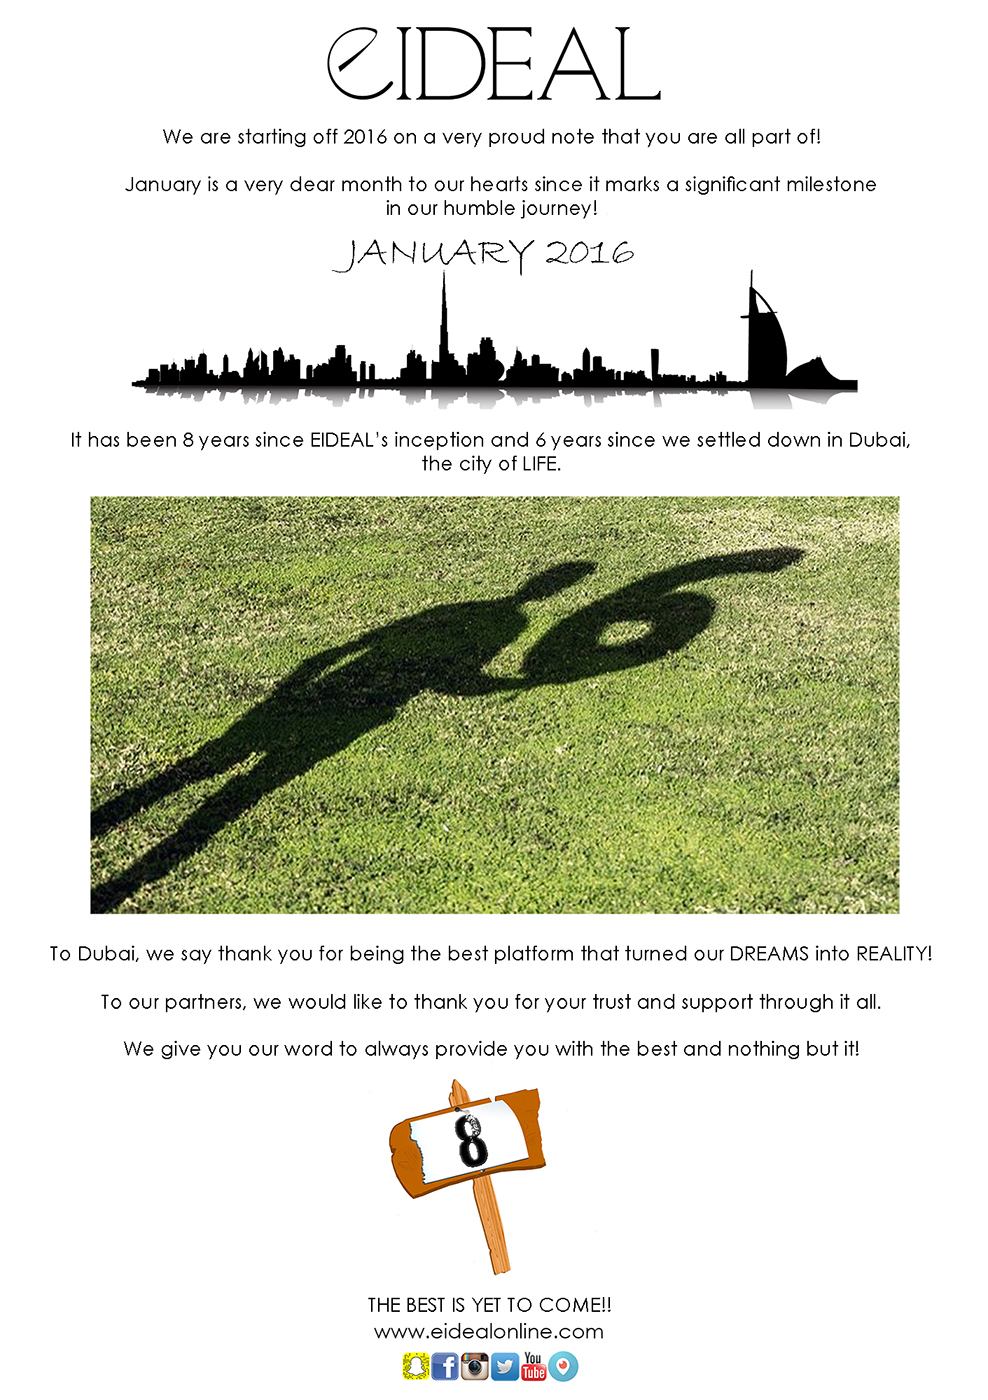 eIDEAL
We are starting off 2016 on a very proud note that you are all part of!
January is a very dear month to our hearts since it marks a significant milestone
in our humble journey!
JANUARY 2016
It has been 8 years since EIDEAL's inception and 6 years since we settled down in Dubai,
the city of LIFE.
6
To Dubai, we say thank you for being the best platform that turned our DREAMS into REALITY!
To our partners, we would like to thank you for your trust and support through it all.
We give you our word to always provide you with the best and nothing but it!
8
THE BEST IS YET TO COME!!
www.eidealonline.com
You
Tube